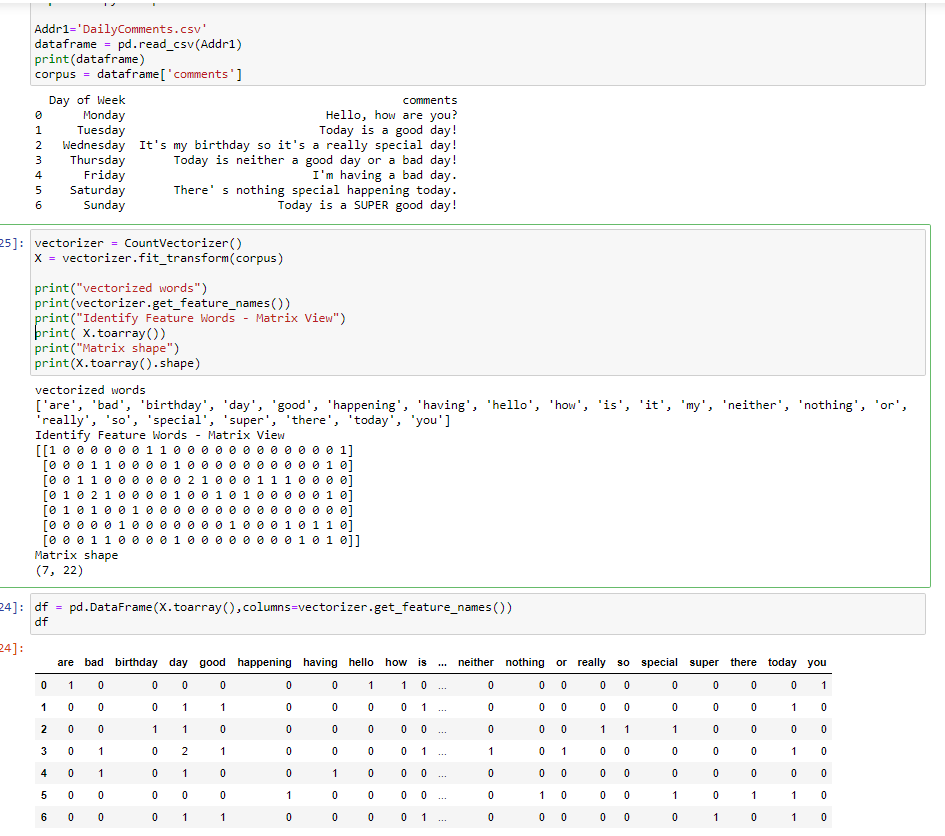 Addr1='DailyComments.csv'
dataframe = pd.read_csv(Addr1)
print(dataframe)
corpus = dataframe['comments']
Day of Week comments
0 Monday Hello, how are you?
1 Tuesday Today is a good day!
2 Wednesday It's my birthday so it's a really special day!
3 Thursday Today is neither a good day or a bad day!
4 Friday I'm having a bad day.
5 Saturday There' s nothing special happening today.
6 Sunday Today is a SUPER good day!
25]: vectorizer = CountVectorizer()
X = vectorizer.fit_transform(corpus)
print("vectorized words")
print(vectorizer.get_feature_names())
print("Identify Feature Words - Matrix View")
print( X.toarray())
print("Matrix shape")
print(X.toarray().shape)
vectorized words
['are', 'bad', 'birthday', 'day', 'good', 'happening', 'having', 'hello', 'how', 'is', 'it', 'my', 'neither', 'nothing', 'or',
'really', 'so', 'special', 'super', 'there', 'today', 'you']
Identify Feature Words - Matrix View
[[1 0 0 0 0 0 0 1 1 0 0 0 0 0 0 0 0 0 0 0 0 1]
[0 0 0 1 1 0 0 0 0 1 0 0 0 0 0 0 0 0 0 0 1 0]
[0 0 1 1 0 0 0 0 0 0 2 1 0 0 0 1 1 1 0 0 0 0]
[0 1 0 2 1 0 0 0 0 1 0 0 1 0 1 0 0 0 0 0 1 0]
[0 1 0 1 0 0 1 0 0 0 0 0 0 0 0 0 0 0 0 0 0 0]
[0 0 0 0 0 1 0 0 0 0 0 0 0 1 0 0 0 1 0 1 1 0]
[0 0 0 1 1 0 0 0 0 1 0 0 0 0 0 0 0 0 1 0 1 0]]
Matrix shape
(7, 22)
24]: df = pd.DataFrame(X.toarray(),columns=vectorizer.get_feature_names())
df
24]:
are bad birthday day good happening having hello how is ... neither nothing or really so special super there today you
0 1 0 0 0 0 0 0 1 1 0 ... 0 0 0 0 0 0 0 0 0 1
1 0 0 0 1 1 0 0 0 0 1 ... 0 0 0 0 0 0 0 0 1 0
2 0 0 1 1 0 0 0 0 0 0 ... 0 0 0 1 1 1 0 0 0 0
3 0 1 0 2 1 0 0 0 0 1 ... 1 0 1 0 0 0 0 0 1 0
4 0 1 0 1 0 0 1 0 0 0 ... 0 0 0 0 0 0 0 0 0 0
5 0 0 0 0 0 1 0 0 0 0 ... 0 1 0 0 0 1 0 1 1 0
6 0 0 0 1 1 0 0 0 0 1 ... 0 0 0 0 0 0 1 0 1 0